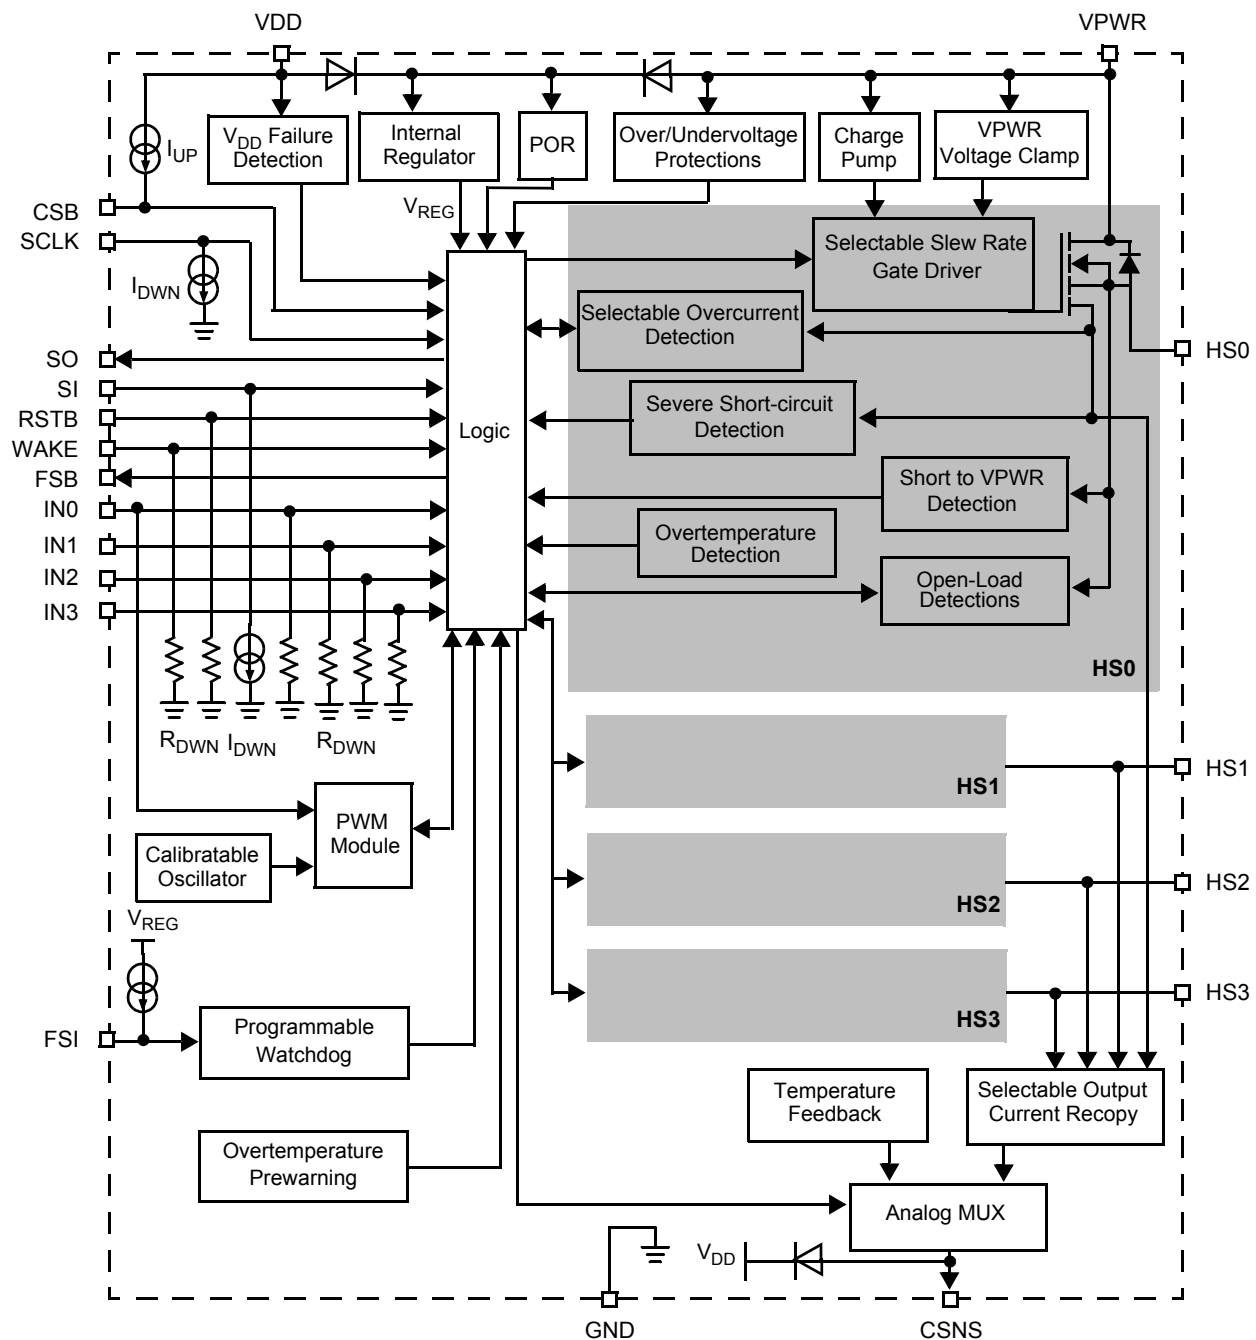 VDD
VPWR
VDD Failure
Detection
Internal
Regulator
POR
Over/Undervoltage
Protections
Charge
Pump
VPWR
Voltage Clamp
IUP
VREG
CSB
SCLK
IDWN
SO
SI
RSTB
WAKE
FSB
IN0
IN1
IN2
IN3
Logic
Selectable Slew Rate
Gate Driver
Selectable Overcurrent
Detection
Severe Short-circuit
Detection
Short to VPWR
Detection
Overtemperature
Detection
Open-Load
Detections
HS0
HS0
RDWN
IDWN
RDWN
HS1
HS1
PWM
Module
Calibratable
Oscillator
HS2
HS2
VREG
HS3
HS3
FSI
Programmable
Watchdog
Temperature
Feedback
Selectable Output
Current Recopy
Overtemperature
Prewarning
Analog MUX
VDD
GND
CSNS